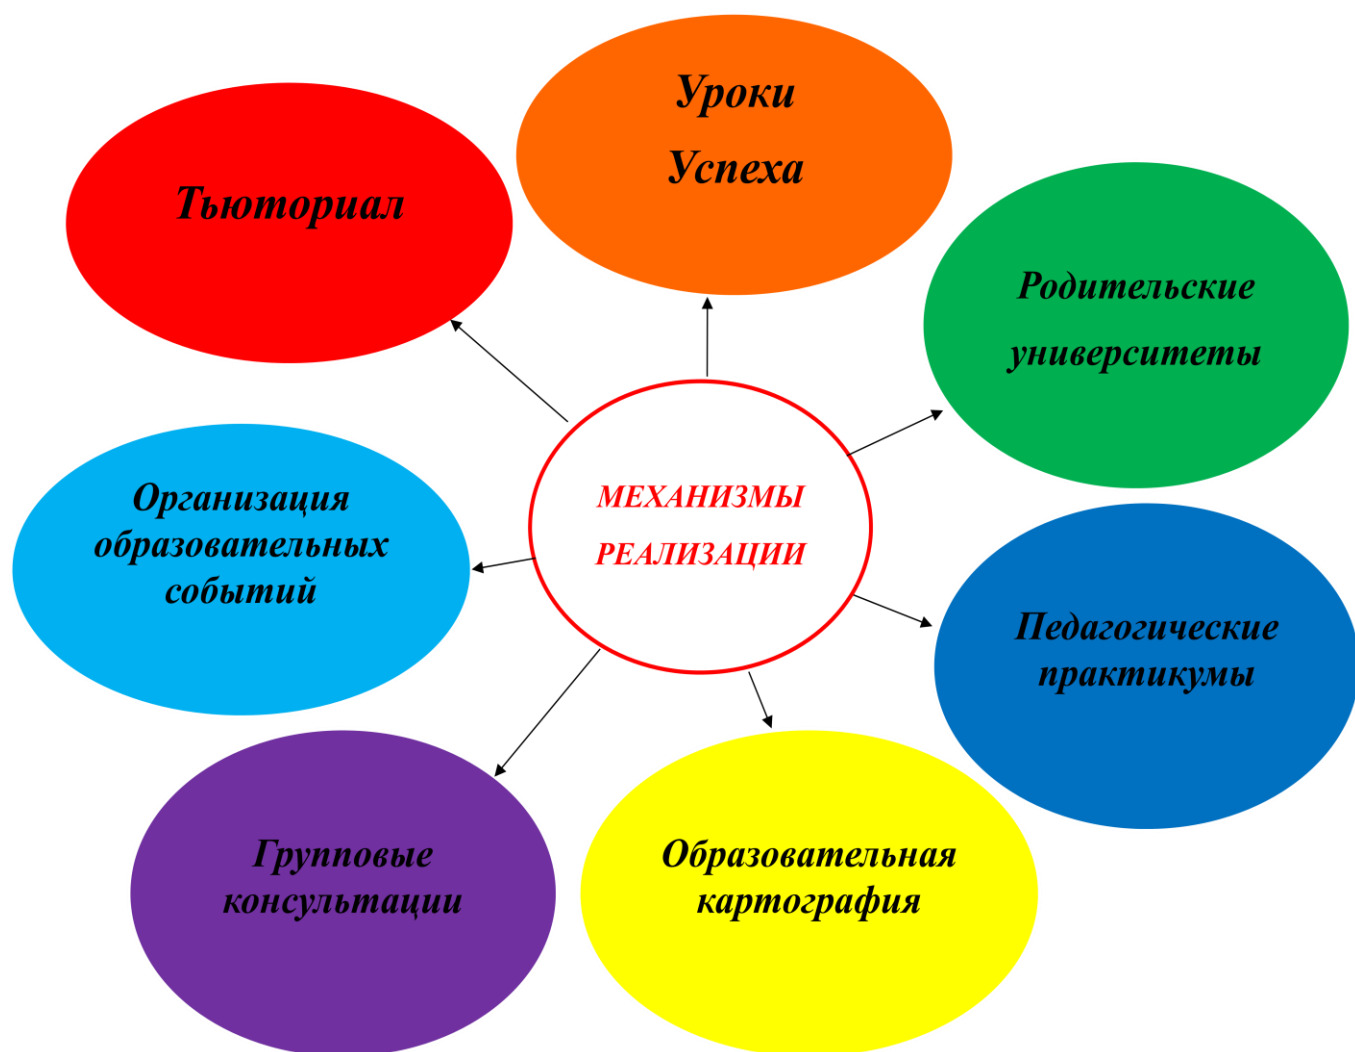 Уроки
Успеха
Тьюториал
Родительские
университеты
МЕХАНИЗМЫ
РЕАЛИЗАЦИИ
Организация
образовательных
событий
Педагогические
практикумы
Групповые
консультации
Образовательная
картография